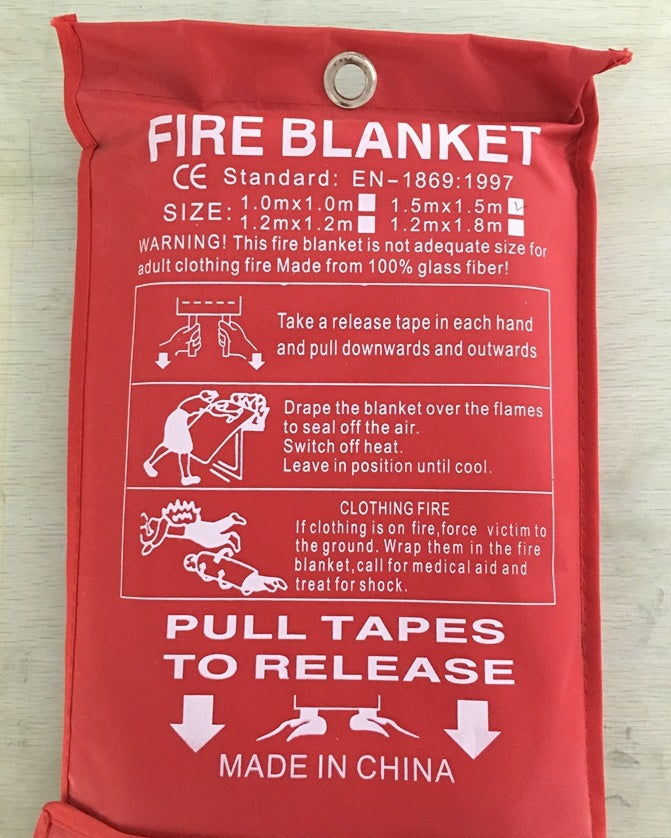 FIRE BLANKET
CE Standard: EN-1869:1997
SIZE: 1.0mx1.0m 1.5mx1.5m
1.2mx1.2m 1.2mx1.8m
WARNING! This fire blanket is not adequate size for
adult clothing fire Made from 100% glass fiber!
Take a release tape in each hand
and pull downwards and outwards
Drape the blanket over the flames
to seal off the air.
Switch off heat.
Leave in position until cool.
CLOTHING FIRE
If clothing is on fire,force victim to
the ground. Wrap them in the fire
blanket,call for medical aid and
treat for shock.
PULL TAPES
TO RELEASE
MADE IN CHINA